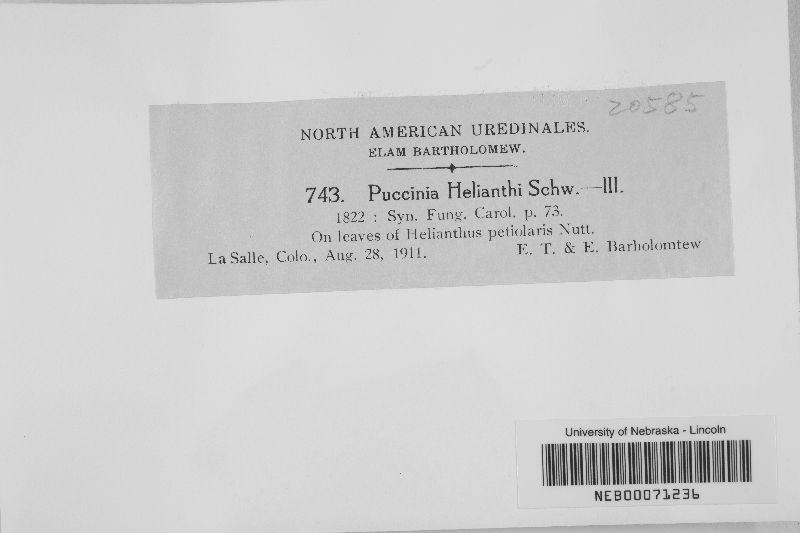 20585
NORTH AMERICAN UREDINALES.
ELAM BARTHOLOMEW.
743. Puccinia Helianthi Schw.—III.
1822 : Syn. Fung. Carol. p. 73.
On leaves of Helianthus petiolaris Nutt.
La Salle, Colo., Aug. 28, 1911. E. T. & E. Barholomtew
University of Nebraska - Lincoln
NEB00071236